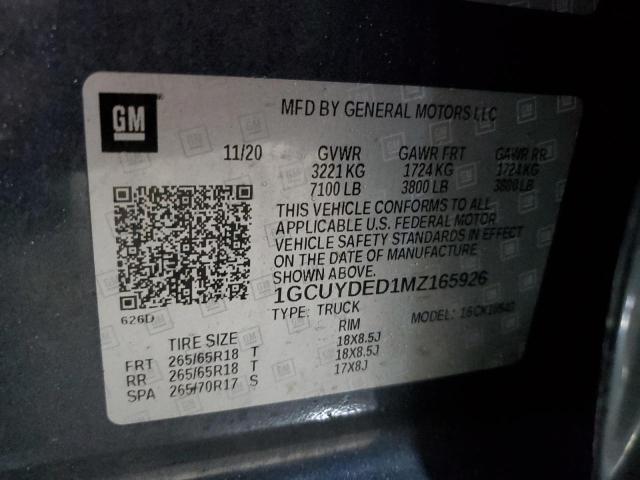 GM
MFD BY GENERAL MOTORS LLC
11/20 GVWR GAWR FRT GAWR RR
3221 KG 1724 KG 1724 KG
7100 LB 3800 LB 3800 LB
THIS VEHICLE CONFORMS TO ALL
APPLICABLE U.S. FEDERAL MOTOR
VEHICLE SAFETY STANDARDS IN EFFECT
ON THE DATE OF MANUFACTURE
SHOWN ABOVE
1GCUYDED1MZ165926
626D
TYPE: TRUCK MODEL:
TIRE SIZE RIM
FRT 265/65R18 T 18X8.5J
RR 265/65R18 T 18X8.5J
SPA 265/70R17 S 17X8J